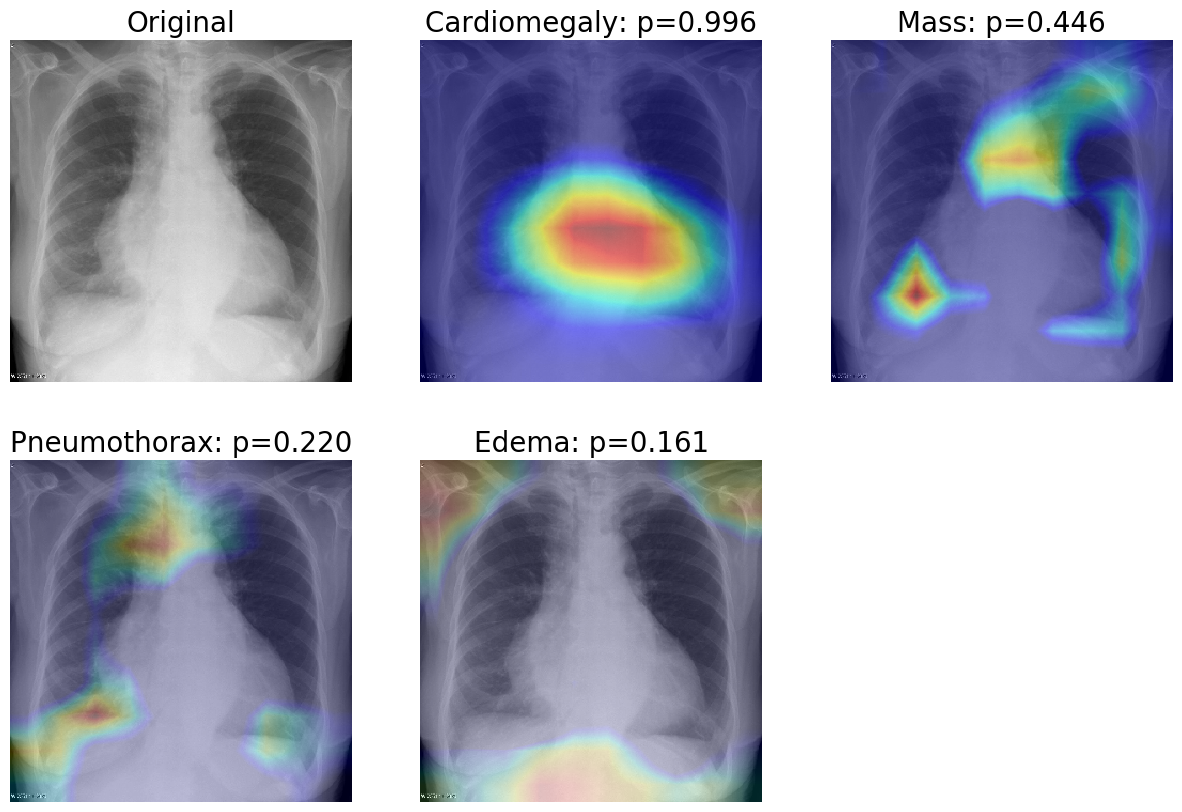 Original
Cardiomegaly: p=0.996
Mass: p=0.446
Pneumothorax: p=0.220
Edema: p=0.161